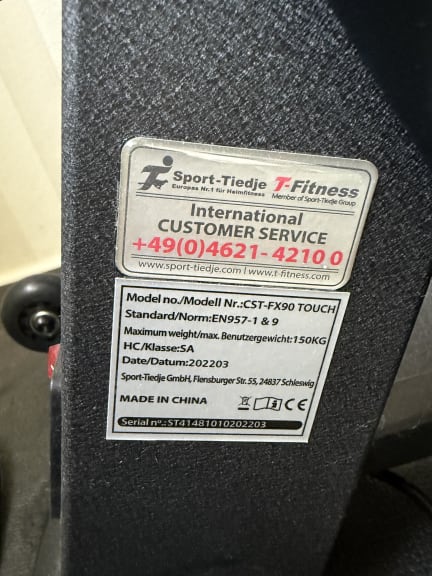 Sport-Tiedje T-Fitness
Europas Nr.1 für Heimfitness Member of Sport-Tiedje Group
International
CUSTOMER SERVICE
+49(0)4621- 4210 0
www.sport-tiedje.com | www.t-fitness.com
Model no./Modell Nr.:CST-FX90 TOUCH
Standard/Norm:EN957-1 & 9
Maximum weight/max. Benutzergewicht:150KG
HC/Klasse:SA
Date/Datum:202203
Sport-Tiedje GmbH, Flensburger Str. 55, 24837 Schleswig
MADE IN CHINA CE
Serial nº.:ST41481010202203